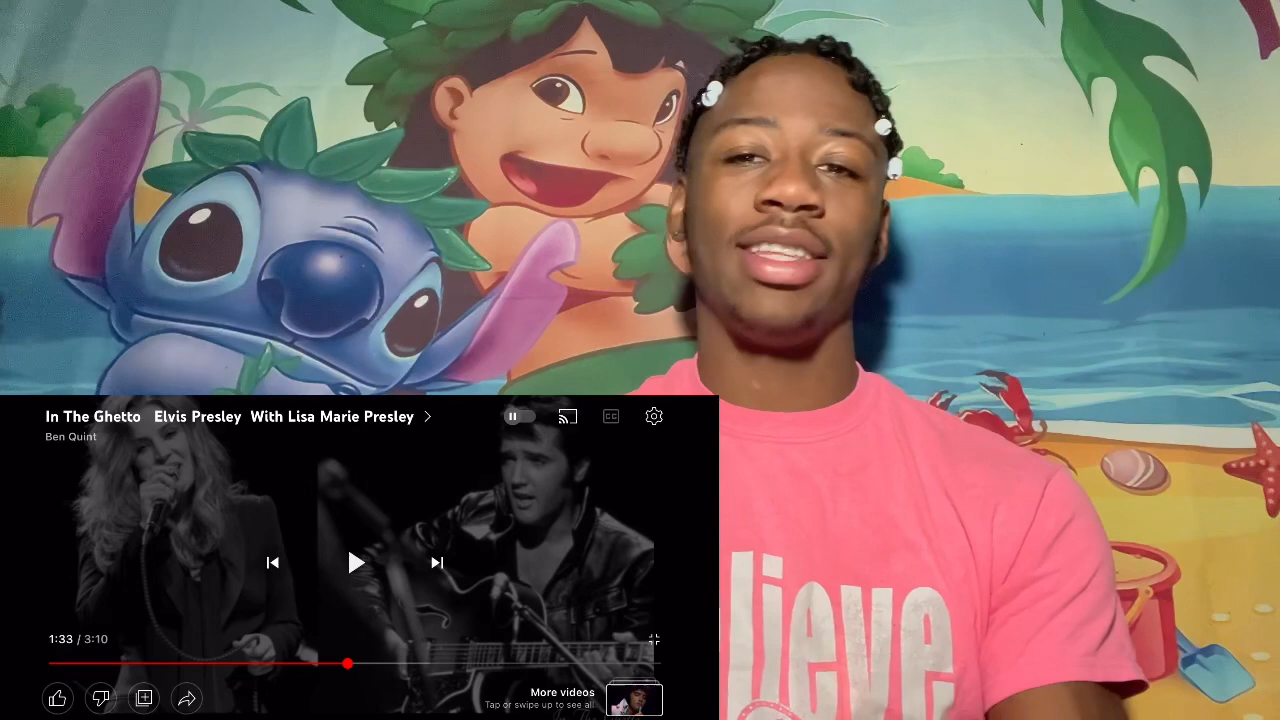 In The Ghetto Elvis Presley With Lisa Marie Presley
CC
Ben Quint
1:33 / 3:10
More videos
Tap or swipe up to see all
lieve